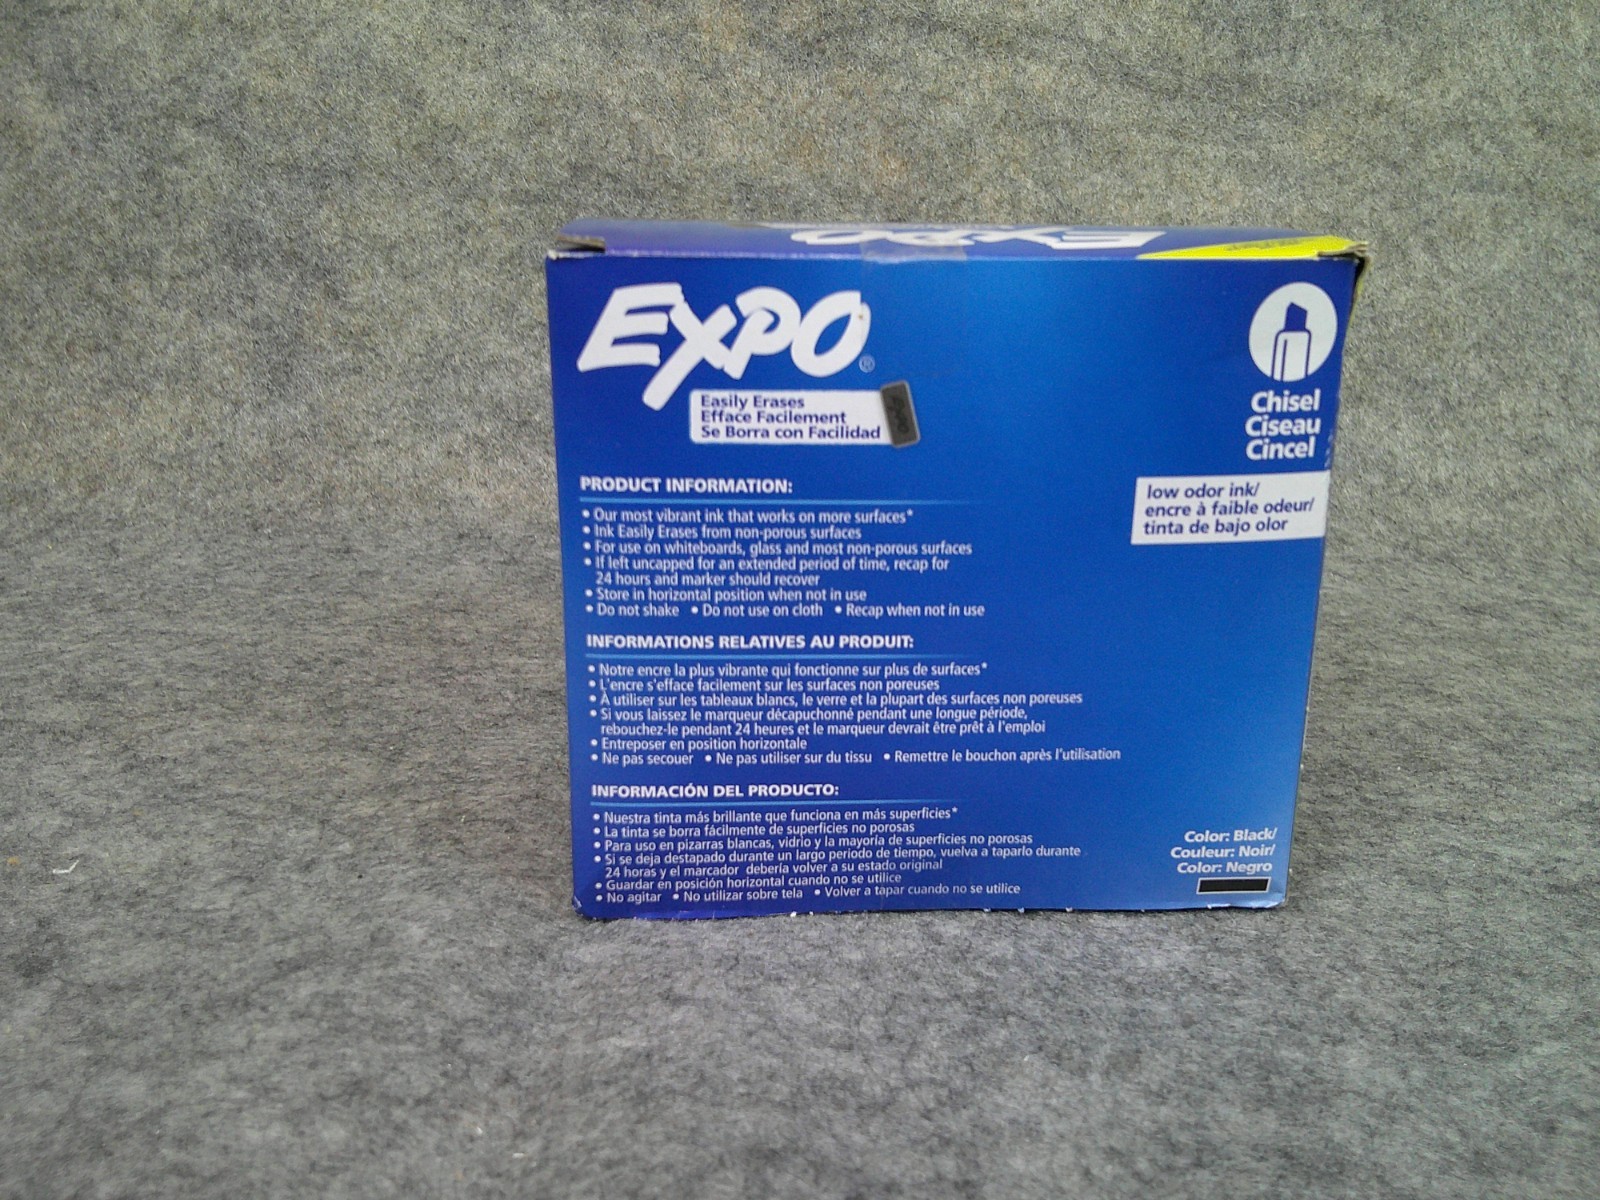 EXPO
EXPO®
Easily Erases
Efface Facilement
Se Borra con Facilidad
Chisel
Ciseau
Cincel
low odor ink/
encre à faible odeur/
tinta de bajo olor
PRODUCT INFORMATION:
• Our most vibrant ink that works on more surfaces*
• Ink Easily Erases from non-porous surfaces
• For use on whiteboards, glass and most non-porous surfaces
• If left uncapped for an extended period of time, recap for
24 hours and marker should recover
• Store in horizontal position when not in use
• Do not shake • Do not use on cloth • Recap when not in use
INFORMATIONS RELATIVES AU PRODUIT:
• Notre encre la plus vibrante qui fonctionne sur plus de surfaces*
• L'encre s'efface facilement sur les surfaces non poreuses
• À utiliser sur les tableaux blancs, le verre et la plupart des surfaces non poreuses
• Si vous laissez le marqueur décapuchonné pendant une longue période,
rebouchez-le pendant 24 heures et le marqueur devrait être prêt à l'emploi
• Entreposer en position horizontale
• Ne pas secouer • Ne pas utiliser sur du tissu • Remettre le bouchon après l'utilisation
INFORMACIÓN DEL PRODUCTO:
• Nuestra tinta más brillante que funciona en más superficies*
• La tinta se borra fácilmente de superficies no porosas
• Para uso en pizarras blancas, vidrio y la mayoría de superficies no porosas
• Si se deja destapado durante un largo periodo de tiempo, vuelva a taparlo durante
24 horas y el marcador debería volver a su estado original
• Guardar en posición horizontal cuando no se utilice
• No agitar • No utilizar sobre tela • Volver a tapar cuando no se utilice
Color: Black/
Couleur: Noir/
Color: Negro